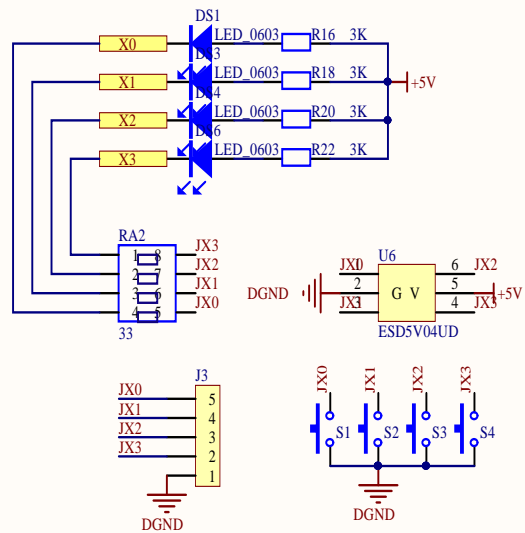 DS1
X0 LED_0603 R16 3K
DS3
X1 LED_0603 R18 3K
+5V
DS4
X2 LED_0603 R20 3K
DS6
X3 LED_0603 R22 3K
RA2
1 8 JX3
2 7 JX2
3 6 JX1
4 5 JX0
33
U6
JX0 1 6 JX2
DGND 2 G V 5 +5V
JX1 3 4 JX3
ESD5V04UD
J3
JX0 5
JX1 4
JX2 3
JX3 2
1
DGND
JX0 JX1 JX2 JX3
S1 S2 S3 S4
DGND